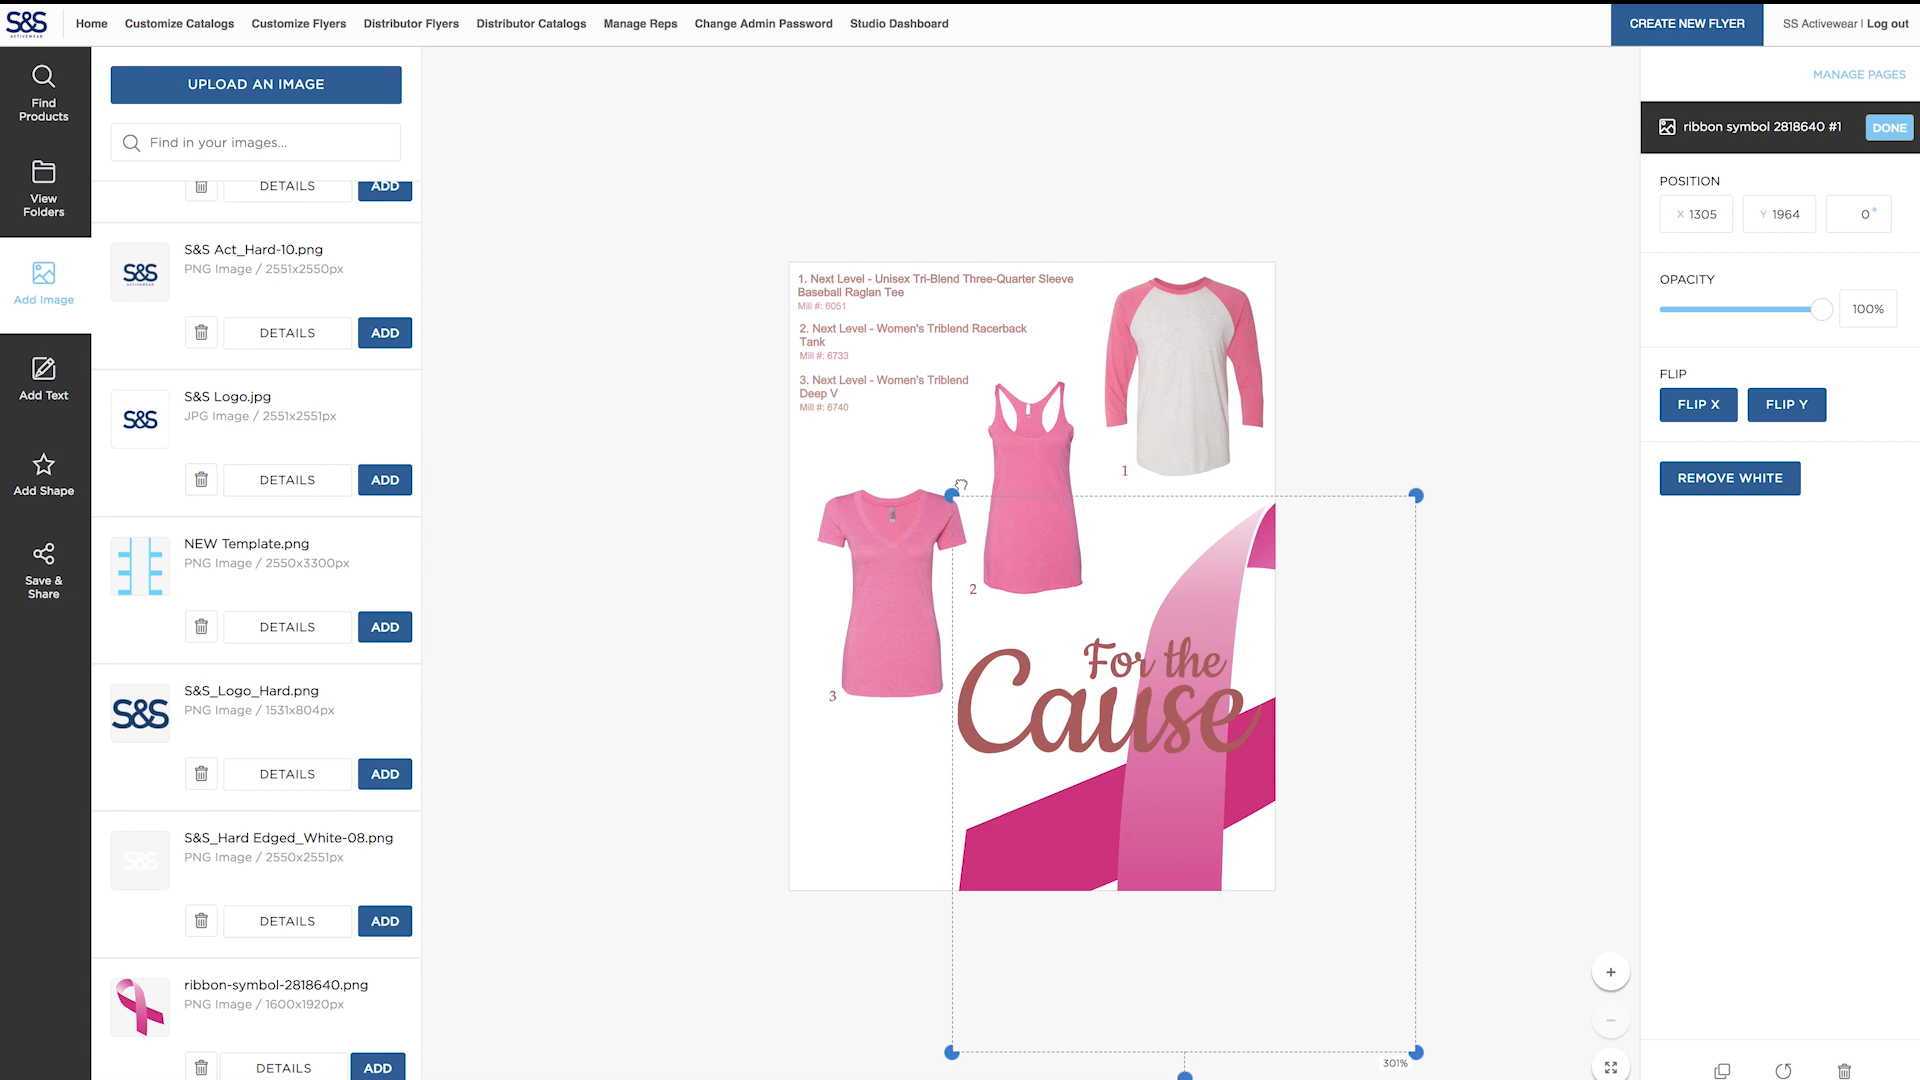 S&S
ACTIVEWEAR
Home
Customize Catalogs
Customize Flyers
Distributor Flyers
Distributor Catalogs
Manage Reps
Change Admin Password
Studio Dashboard
CREATE NEW FLYER
SS Activewear | Log out
Find
Products
View
Folders
Add Image
Add Text
Add Shape
Save &
Share
UPLOAD AN IMAGE
Find in your images...
DETAILS
ADD
S&S
ACTIVEWEAR
S&S Act_Hard-10.png
PNG Image / 2551x2550px
DETAILS
ADD
S&S
S&S Logo.jpg
JPG Image / 2551x2551px
DETAILS
ADD
NEW Template.png
PNG Image / 2550x3300px
DETAILS
ADD
S&S
S&S_Logo_Hard.png
PNG Image / 1531x804px
DETAILS
ADD
S&S
S&S_Hard Edged_White-08.png
PNG Image / 2550x2551px
DETAILS
ADD
ribbon-symbol-2818640.png
PNG Image / 1600x1920px
DETAILS
ADD
1. Next Level - Unisex Tri-Blend Three-Quarter Sleeve
Baseball Raglan Tee
Mill #: 6051
2. Next Level - Women's Triblend Racerback
Tank
Mill #: 6733
3. Next Level - Women's Triblend
Deep V
Mill #: 6740
1
2
3
For the
Cause
301%
MANAGE PAGES
ribbon symbol 2818640 #1
DONE
POSITION
X 1305
Y 1964
0°
OPACITY
100%
FLIP
FLIP X
FLIP Y
REMOVE WHITE
+
−